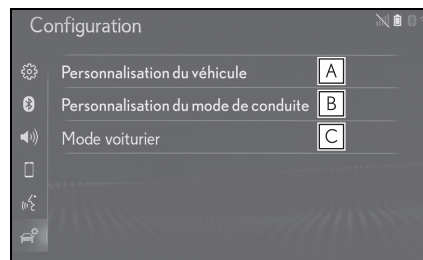 Configuration
Personnalisation du véhicule A
Personnalisation du mode de conduite B
Mode voiturier C